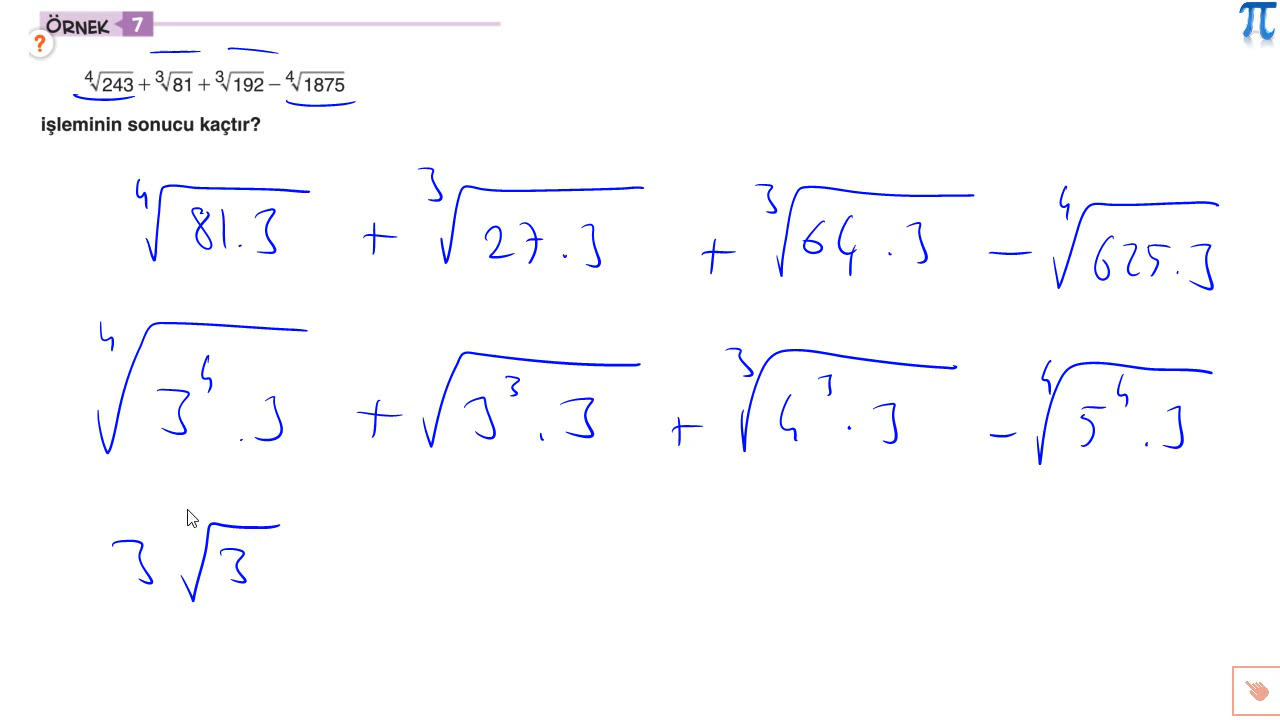 ÖRNEK 7
?
π
⁴√243 + ³√81 + ³√192 − ⁴√1875
işleminin sonucu kaçtır?
⁴√81.3 + ³√27.3 + ³√64.3 − ⁴√625.3
⁴√3⁴.3 + √3³.3 + ³√4³.3 − ⁴√5⁴.3
3 √3